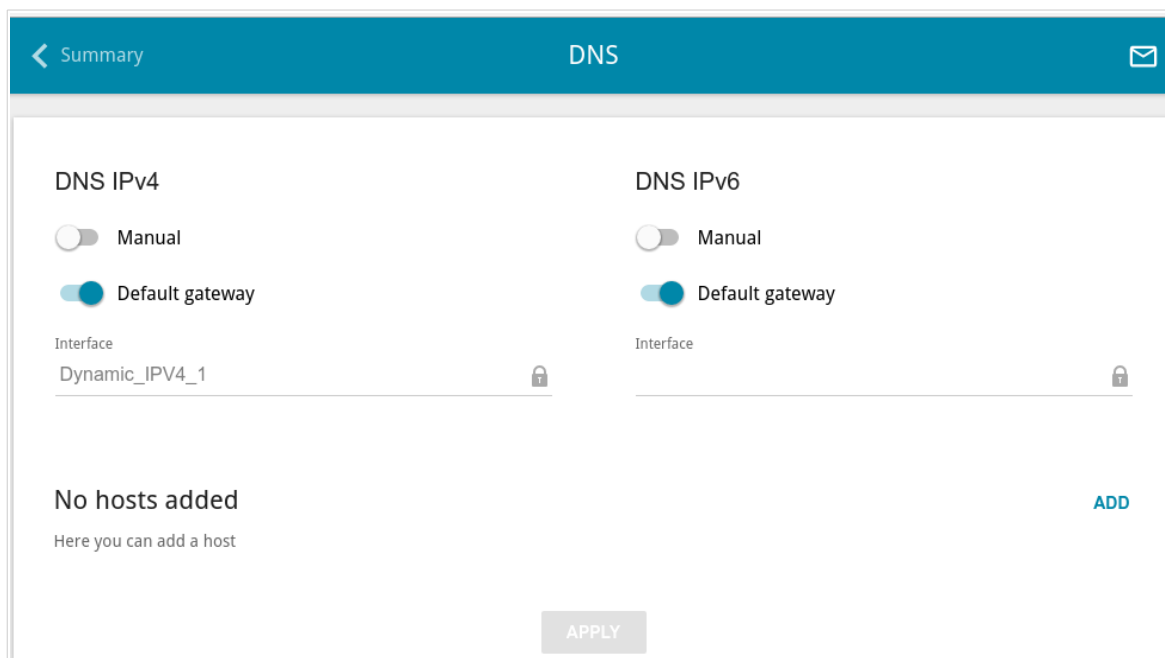 Summary
DNS
DNS IPv4
Manual
Default gateway
Interface
Dynamic_IPV4_1
DNS IPv6
Manual
Default gateway
Interface
No hosts added
ADD
Here you can add a host
APPLY